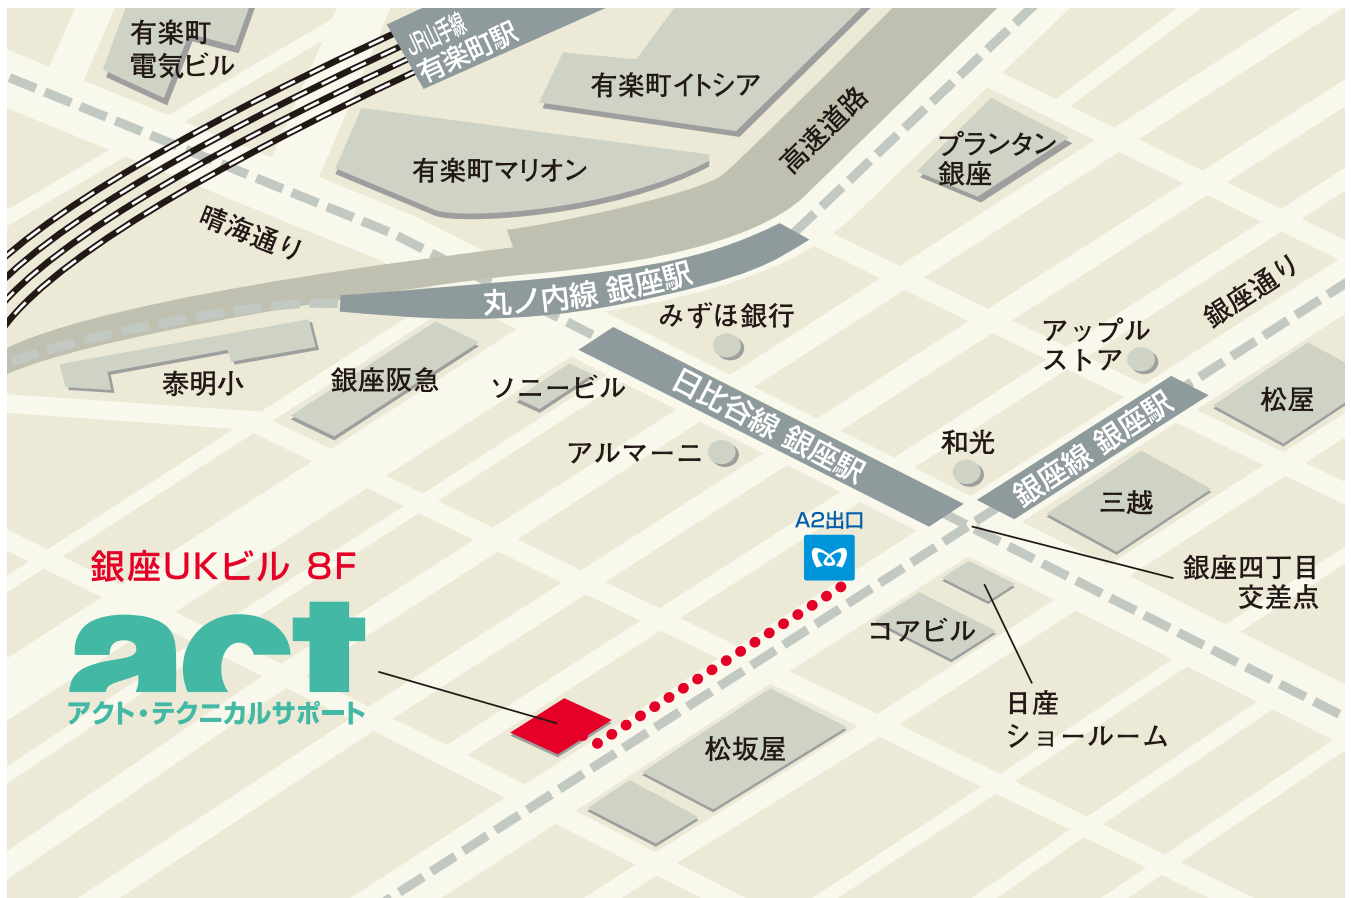 有楽町
電気ビル
JR山手線
有楽町駅
有楽町イトシア
有楽町マリオン
高速道路
プランタン
銀座
晴海通り
丸ノ内線 銀座駅
みずほ銀行
銀座通り
アップル
ストア
泰明小
銀座阪急
ソニービル
日比谷線 銀座駅
松屋
アルマーニ
和光
銀座線 銀座駅
三越
A2出口
銀座四丁目
交差点
銀座UKビル 8F
act
アクト・テクニカルサポート
コアビル
日産
ショールーム
松坂屋